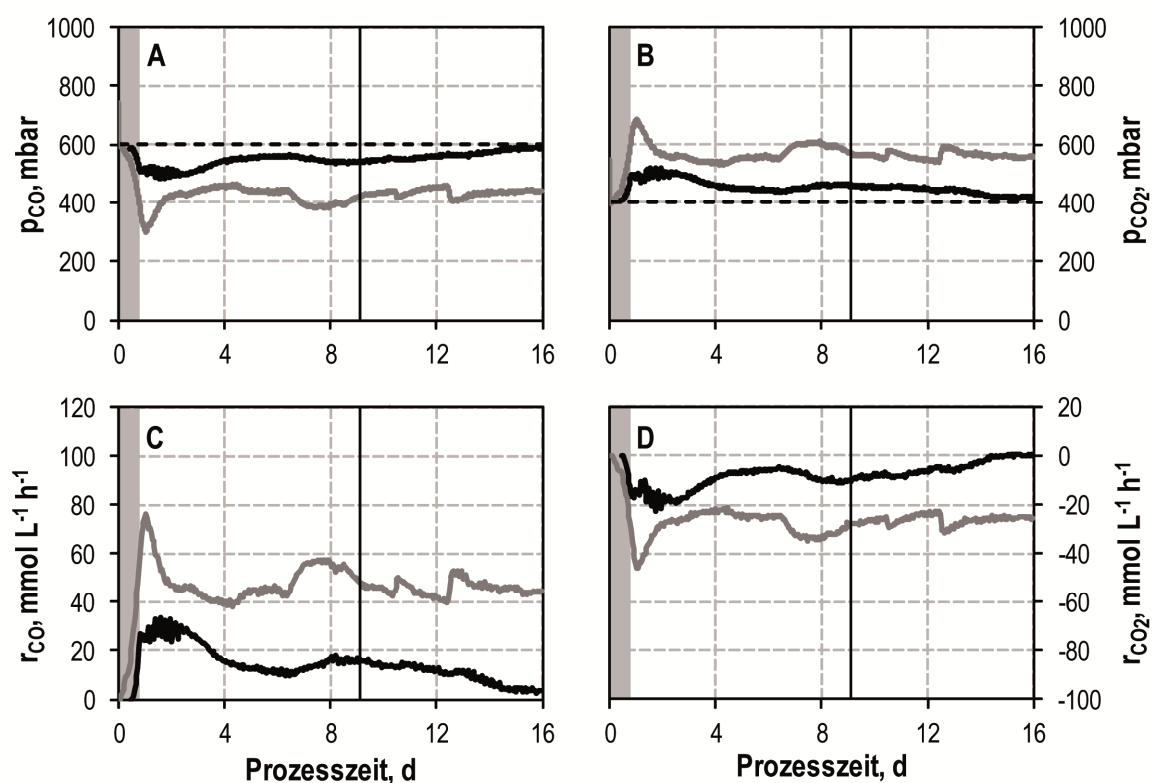 A
B
1000
800
600
400
200
0
p_CO, mbar
0 4 8 12 16
1000
800
600
400
200
0
p_CO2, mbar
0 4 8 12 16
C
D
120
100
80
60
40
20
0
r_CO, mmol L⁻¹ h⁻¹
0 4 8 12 16
Prozesszeit, d
20
0
-20
-40
-60
-80
-100
r_CO2, mmol L⁻¹ h⁻¹
0 4 8 12 16
Prozesszeit, d